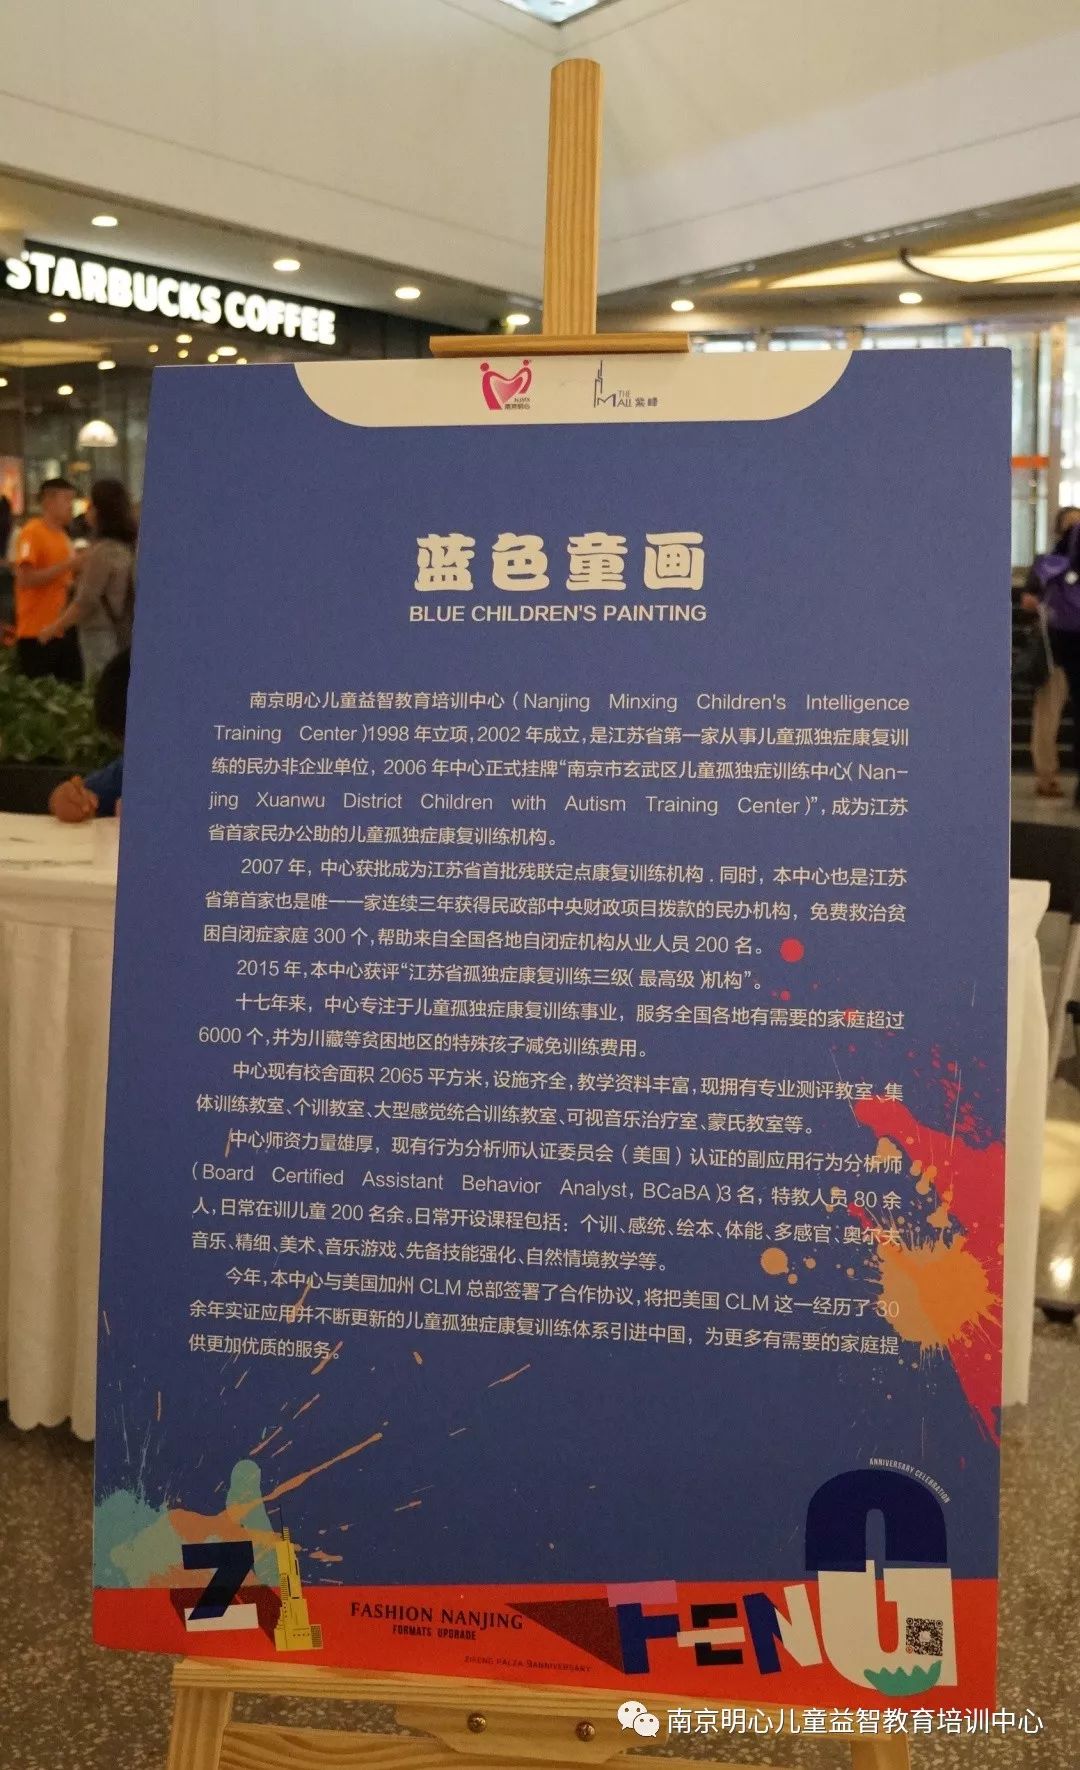 STARBUCKS COFFEE
NJMX
南京明心
THE
MALL 紫峰
蓝色童画
BLUE CHILDREN'S PAINTING
南京明心儿童益智教育培训中心（Nanjing Minxing Children's Intelligence
Training Center）1998 年立项，2002 年成立，是江苏省第一家从事儿童孤独症康复训
练的民办非企业单位，2006 年中心正式挂牌“南京市玄武区儿童孤独症训练中心（Nan-
jing Xuanwu District Children with Autism Training Center）”，成为江苏
省首家民办公助的儿童孤独症康复训练机构。
2007 年，中心获批成为江苏省首批残联定点康复训练机构．同时，本中心也是江苏
省第首家也是唯一一家连续三年获得民政部中央财政项目拨款的民办机构，免费救治贫
困自闭症家庭 300 个，帮助来自全国各地自闭症机构从业人员 200 名。
2015 年，本中心获评“江苏省孤独症康复训练三级（最高级）机构”。
十七年来，中心专注于儿童孤独症康复训练事业，服务全国各地有需要的家庭超过
6000 个，并为川藏等贫困地区的特殊孩子减免训练费用。
中心现有校舍面积 2065 平方米，设施齐全，教学资料丰富，现拥有专业测评教室、集
体训练教室、个训教室、大型感觉统合训练教室、可视音乐治疗室、蒙氏教室等。
中心师资力量雄厚，现有行为分析师认证委员会（美国）认证的副应用行为分析师
（Board Certified Assistant Behavior Analyst，BCaBA）3 名，特教人员 80 余
人，日常在训儿童 200 名余。日常开设课程包括：个训、感统、绘本、体能、多感官、奥尔夫
音乐、精细、美术、音乐游戏、先备技能强化、自然情境教学等。
今年，本中心与美国加州 CLM 总部签署了合作协议，将把美国 CLM 这一经历了 30
余年实证应用并不断更新的儿童孤独症康复训练体系引进中国，为更多有需要的家庭提
供更加优质的服务。
ANNIVERSARY CELEBRATION
ZI
FENG
FASHION NANJING
FORMATS UPGRADE
ZIFENG PALZA 9ANNIVERSARY
南京明心儿童益智教育培训中心